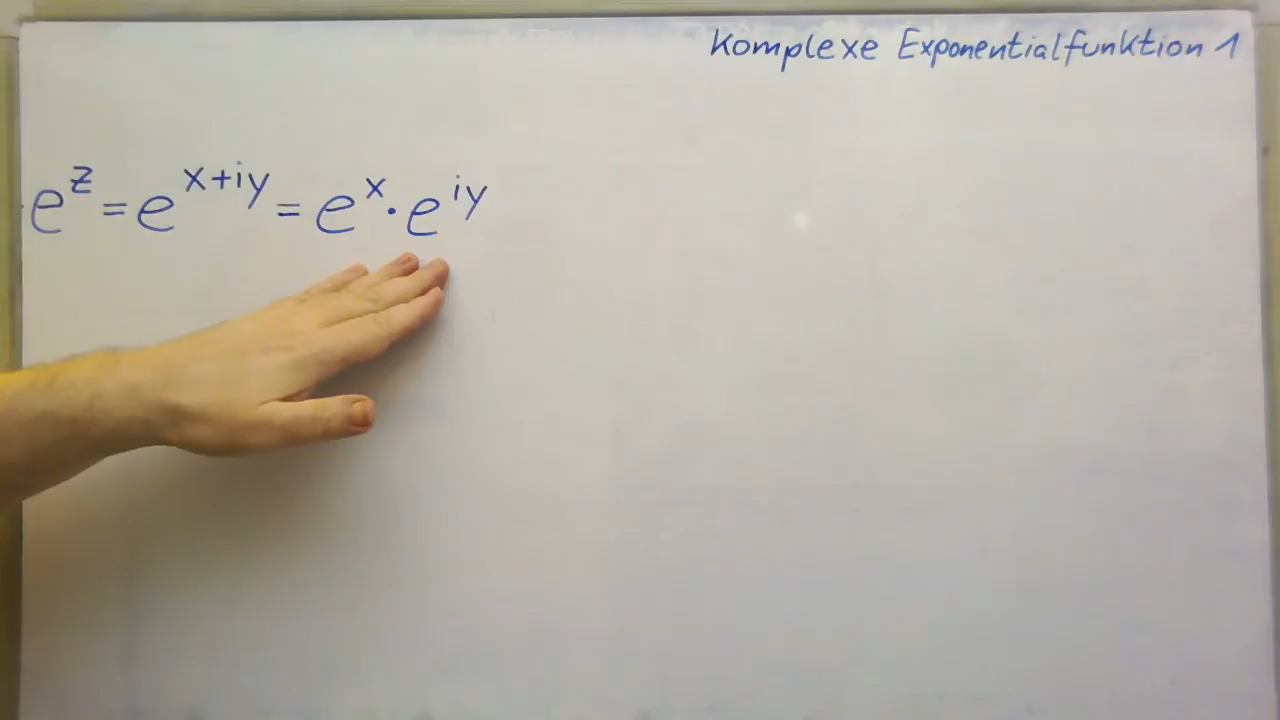 Komplexe Exponentialfunktion 1
e^z = e^{x+iy} = e^x · e^{iy}